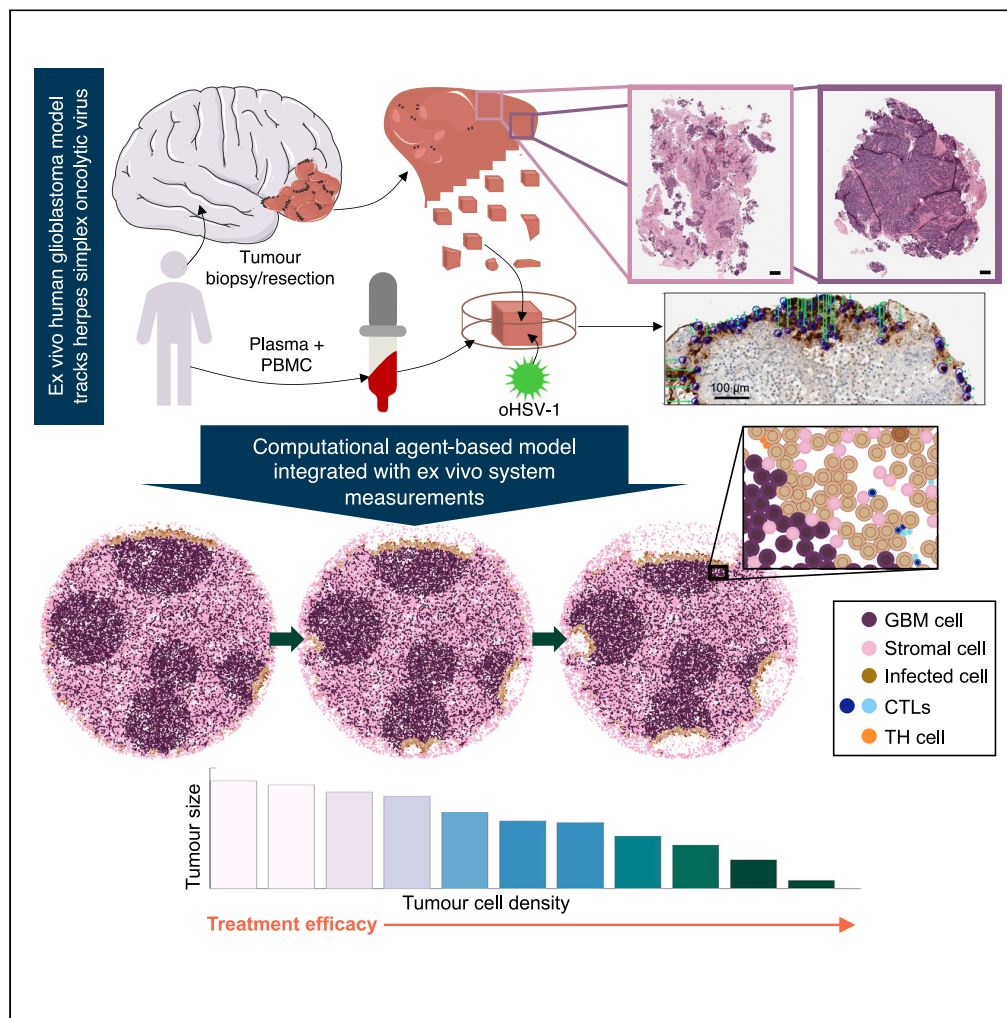 Ex vivo human glioblastoma model
tracks herpes simplex oncolytic virus
Tumour
biopsy/resection
Plasma +
PBMC
oHSV-1
100 µm
Computational agent-based model
integrated with ex vivo system
measurements
GBM cell
Stromal cell
Infected cell
CTLs
TH cell
Tumour size
Tumour cell density
Treatment efficacy